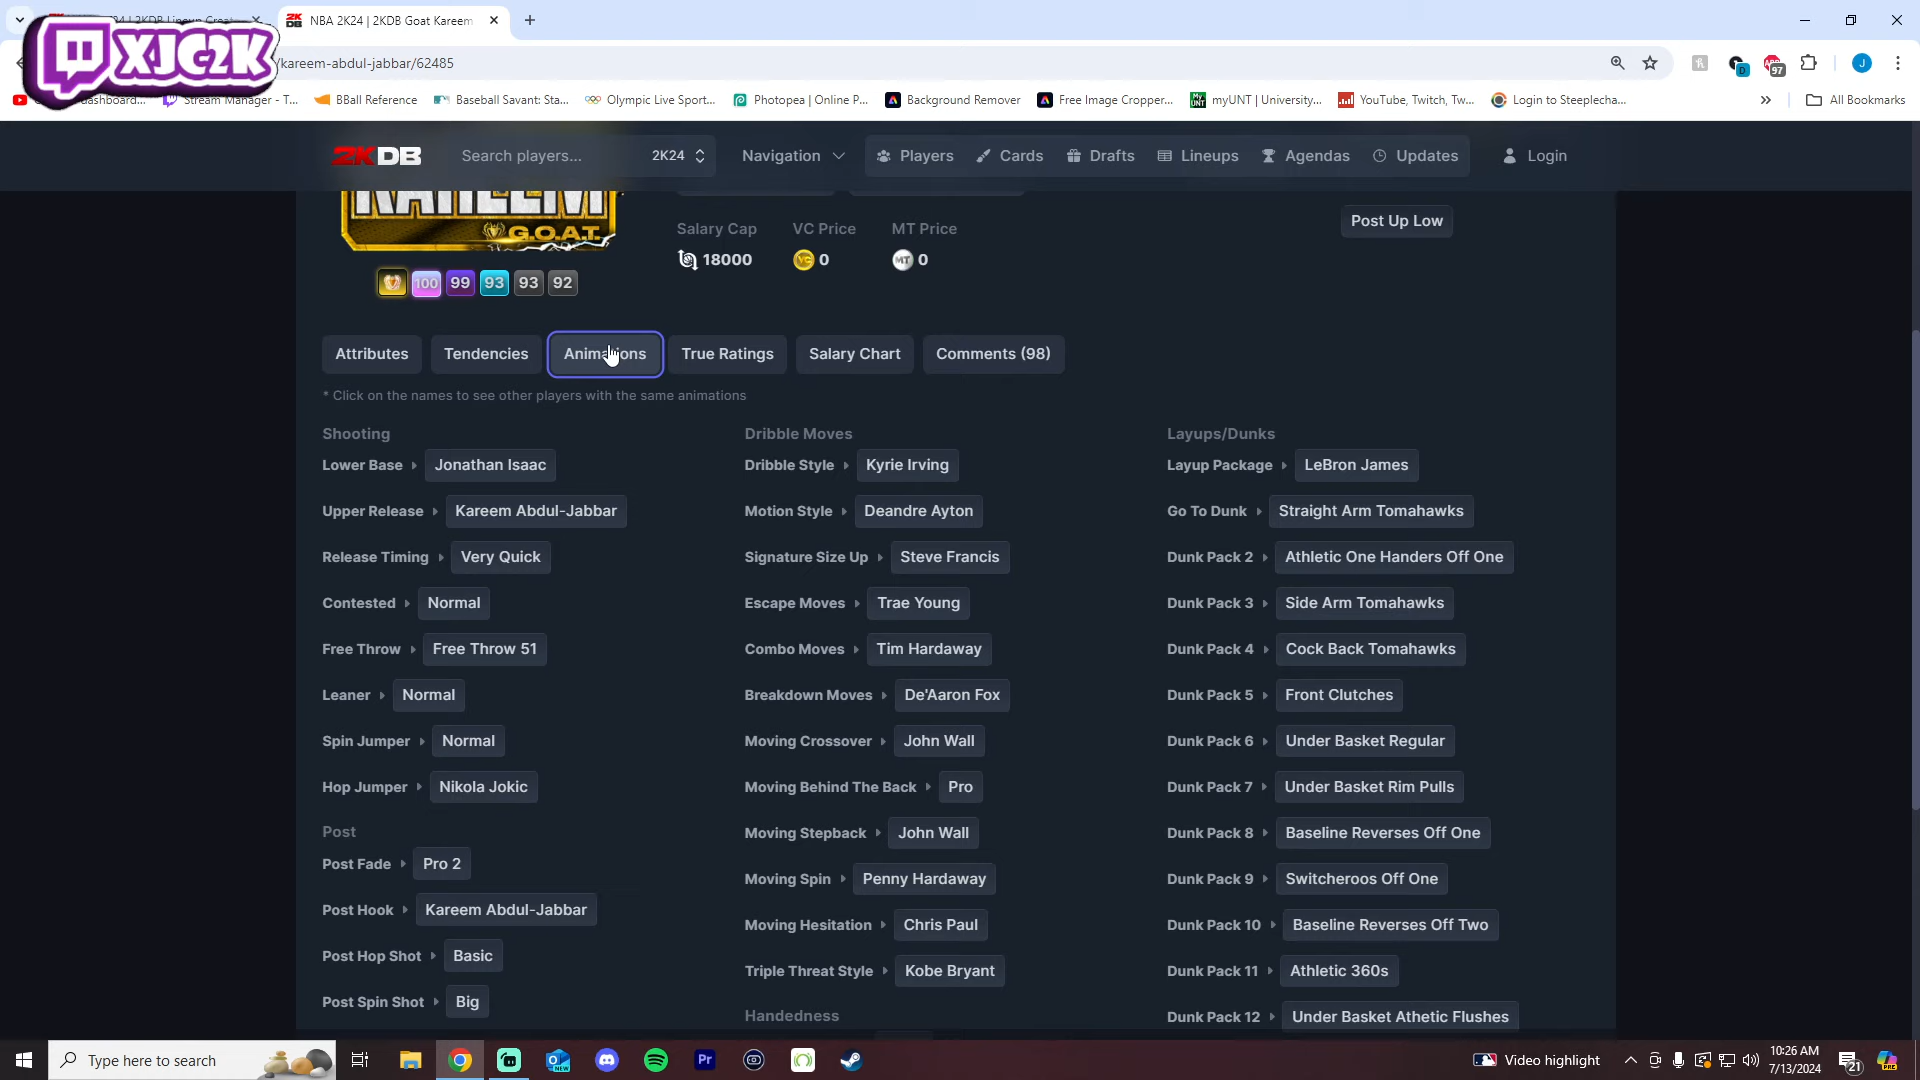 2KDB Lineup Create
NBA 2K24 | 2KDB Goat Kareem
XJC2K
/kareem-abdul-jabbar/62485
97
dashboard...
Stream Manager - T...
BBall Reference
Baseball Savant: Sta...
Olympic Live Sport...
Photopea | Online P...
Background Remover
Free Image Cropper...
myUNT | University...
YouTube, Twitch, Tw...
Login to Steeplecha...
All Bookmarks
2KDB
Search players...
2K24
Navigation
Players
Cards
Drafts
Lineups
Agendas
Updates
Login
KAREEM
G.O.A.T.
100 99 93 93 92
Salary Cap
18000
VC Price
0
MT Price
MT 0
Post Up Low
Attributes
Tendencies
Animations
True Ratings
Salary Chart
Comments (98)
* Click on the names to see other players with the same animations
Shooting
Lower Base Jonathan Isaac
Upper Release Kareem Abdul-Jabbar
Release Timing Very Quick
Contested Normal
Free Throw Free Throw 51
Leaner Normal
Spin Jumper Normal
Hop Jumper Nikola Jokic
Post
Post Fade Pro 2
Post Hook Kareem Abdul-Jabbar
Post Hop Shot Basic
Post Spin Shot Big
Dribble Moves
Dribble Style Kyrie Irving
Motion Style Deandre Ayton
Signature Size Up Steve Francis
Escape Moves Trae Young
Combo Moves Tim Hardaway
Breakdown Moves De'Aaron Fox
Moving Crossover John Wall
Moving Behind The Back Pro
Moving Stepback John Wall
Moving Spin Penny Hardaway
Moving Hesitation Chris Paul
Triple Threat Style Kobe Bryant
Handedness
Layups/Dunks
Layup Package LeBron James
Go To Dunk Straight Arm Tomahawks
Dunk Pack 2 Athletic One Handers Off One
Dunk Pack 3 Side Arm Tomahawks
Dunk Pack 4 Cock Back Tomahawks
Dunk Pack 5 Front Clutches
Dunk Pack 6 Under Basket Regular
Dunk Pack 7 Under Basket Rim Pulls
Dunk Pack 8 Baseline Reverses Off One
Dunk Pack 9 Switcheroos Off One
Dunk Pack 10 Baseline Reverses Off Two
Dunk Pack 11 Athletic 360s
Dunk Pack 12 Under Basket Athetic Flushes
Type here to search
Video highlight
10:26 AM
7/13/2024
21